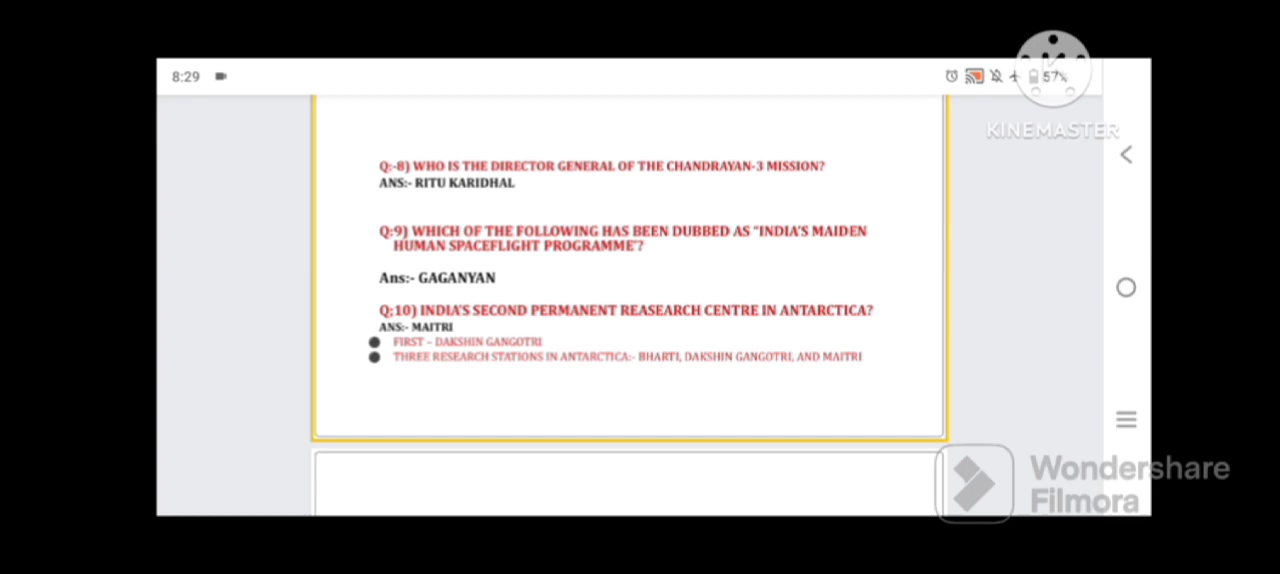 8:29
57%
KINEMASTER
Q:-8) WHO IS THE DIRECTOR GENERAL OF THE CHANDRAYAN-3 MISSION?
ANS:- RITU KARIDHAL
Q:9) WHICH OF THE FOLLOWING HAS BEEN DUBBED AS "INDIA'S MAIDEN
HUMAN SPACEFLIGHT PROGRAMME"?
Ans:- GAGANYAN
Q:10) INDIA'S SECOND PERMANENT REASEARCH CENTRE IN ANTARCTICA?
ANS:- MAITRI
FIRST – DAKSHIN GANGOTRI
THREE RESEARCH STATIONS IN ANTARCTICA:- BHARTI, DAKSHIN GANGOTRI, AND MAITRI
Wondershare
Filmora